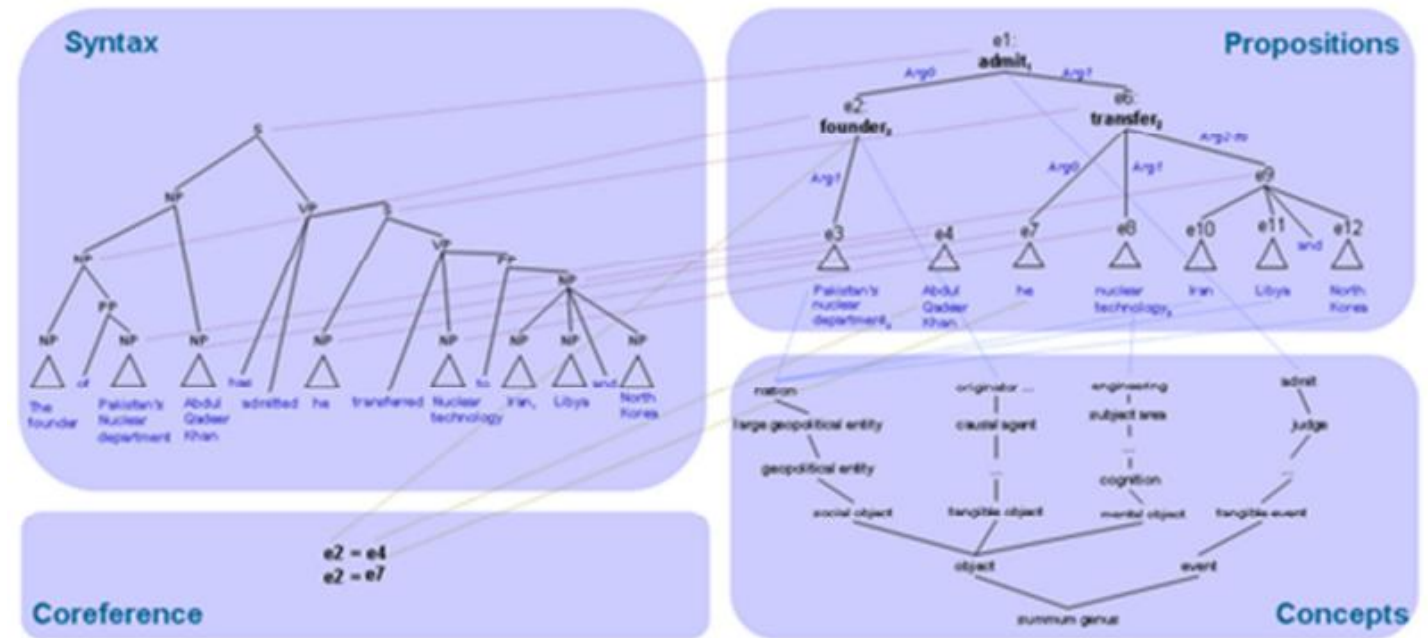 Syntax
S
NP
VP
S
NP
VP
PP
PP
NP
NP
NP
NP
NP
NP
NP
NP
NP
The
founder
of
Pakistan's
Nuclear
department
Abdul
Qadeer
Khan
has
admitted
he
transferred
Nuclear
technology
to
Iran,
Libya
and
North
Korea
Propositions
e1:
admit
Arg0
Arg1
e2:
founder
e6:
transfer
Arg1
Arg0
Arg1
Arg2-to
e9
e3
e4
e7
e8
e10
e11
and
e12
Pakistan's
nuclear
department
Abdul
Qadeer
Khan
he
nuclear
technology
Iran
Libya
North
Korea
Coreference
e2 = e4
e2 = e7
Concepts
nation
originator ...
engineering
admit
large geopolitical entity
causal agent
subject area
judge
geopolitical entity
...
...
...
cognition
social object
tangible object
mental object
tangible event
object
event
summum genus